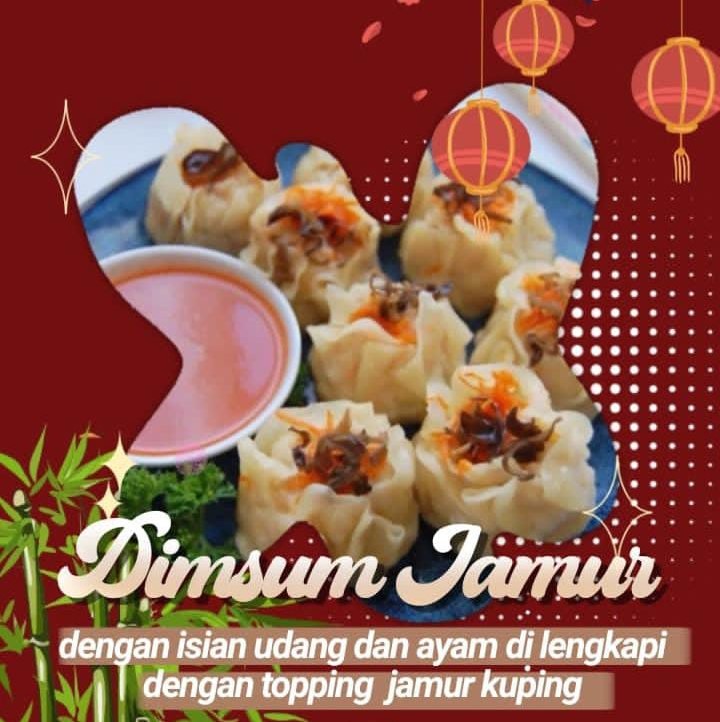 Dimsum Jamur
dengan isian udang dan ayam di lengkapi
dengan topping jamur kuping